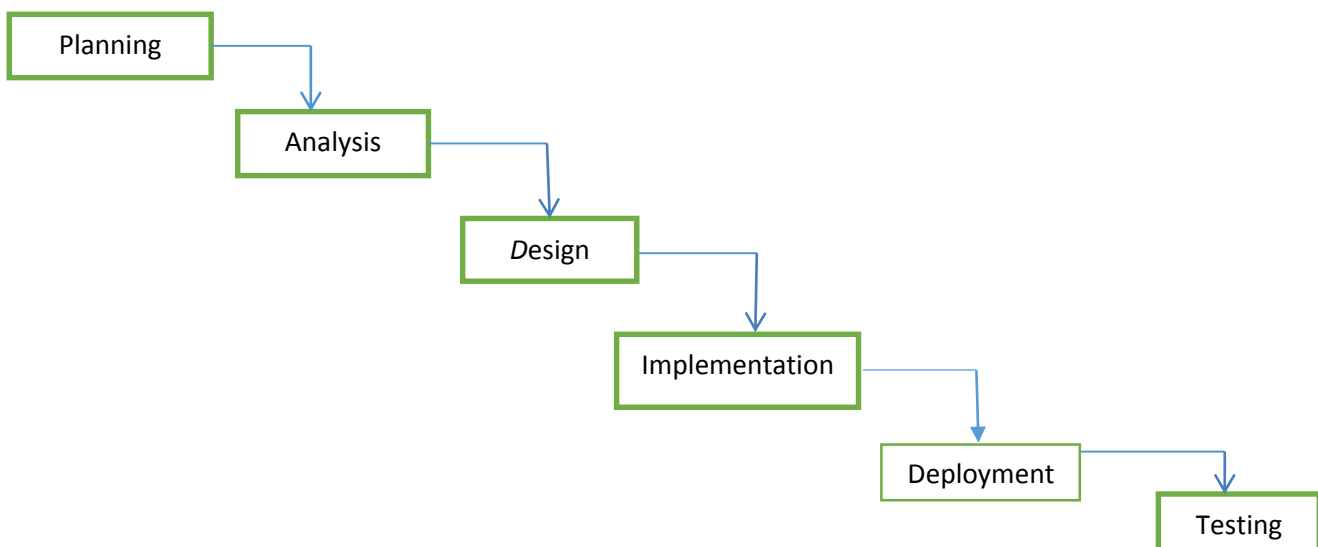 Planning
Analysis
Design
Implementation
Deployment
Testing